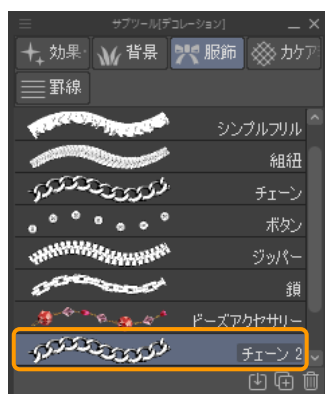 サブツール[デコレーション]
効果
背景
服飾
カケア
罫線
シンプルフリル
組紐
チェーン
ボタン
ジッパー
鎖
ビーズアクセサリー
チェーン 2